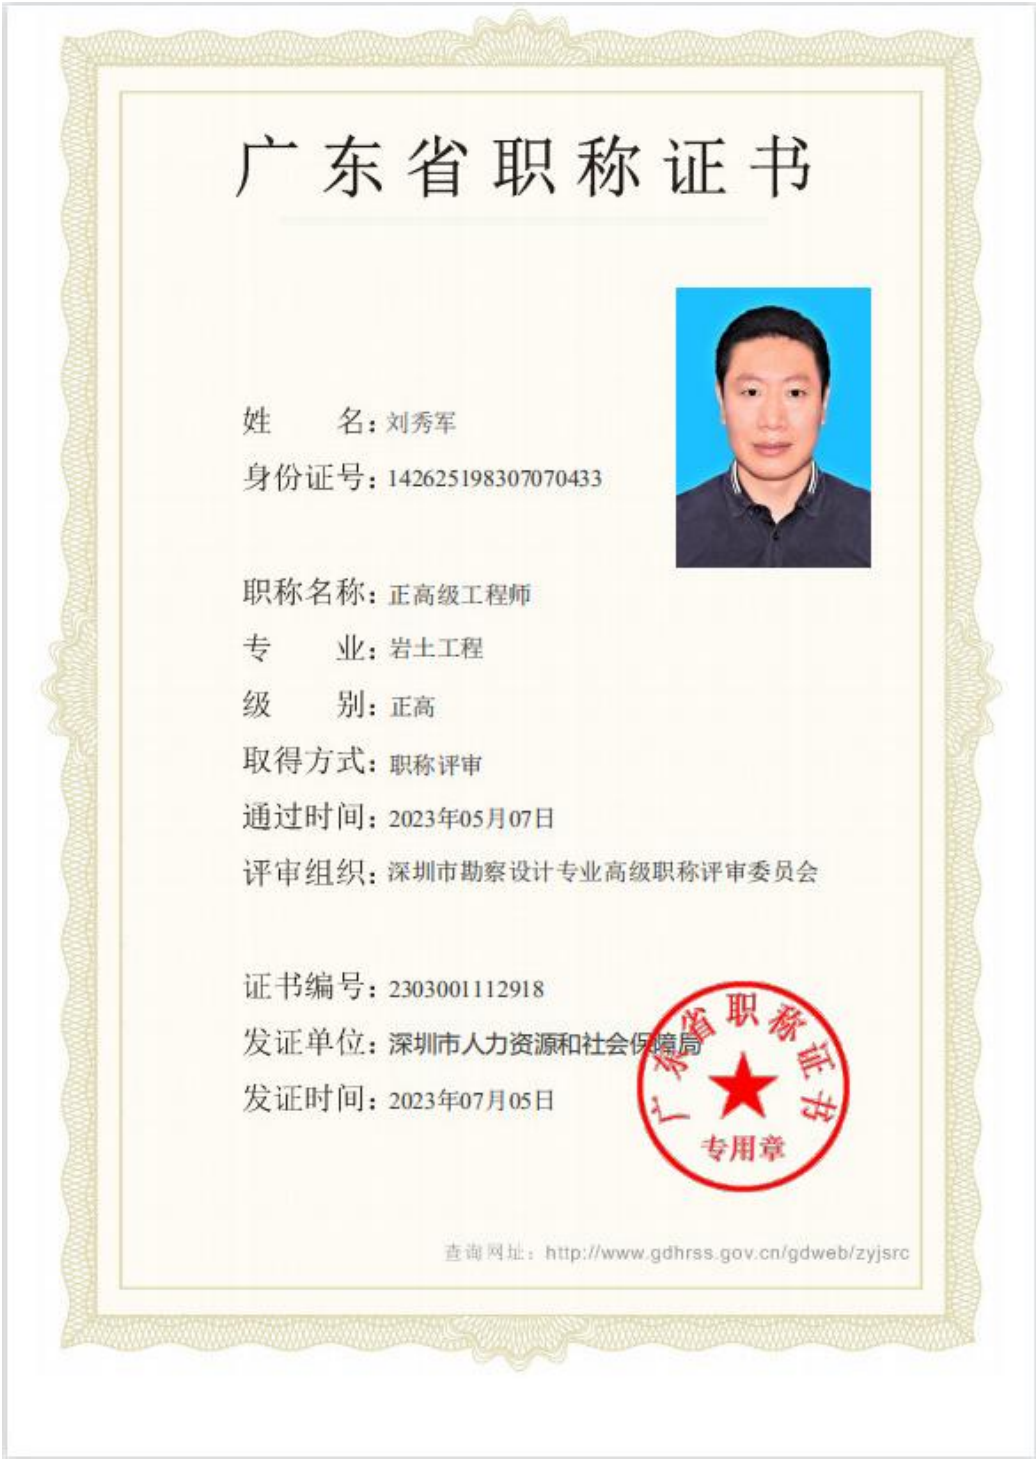 广东省职称证书
姓 名：刘秀军
身份证号：142625198307070433
职称名称：正高级工程师
专 业：岩土工程
级 别：正高
取得方式：职称评审
通过时间：2023年05月07日
评审组织：深圳市勘察设计专业高级职称评审委员会
证书编号：2303001112918
发证单位：深圳市人力资源和社会保障局
发证时间：2023年07月05日
广东省职称证书
专用章
查询网址：http://www.gdhrss.gov.cn/gdweb/zyjsrc